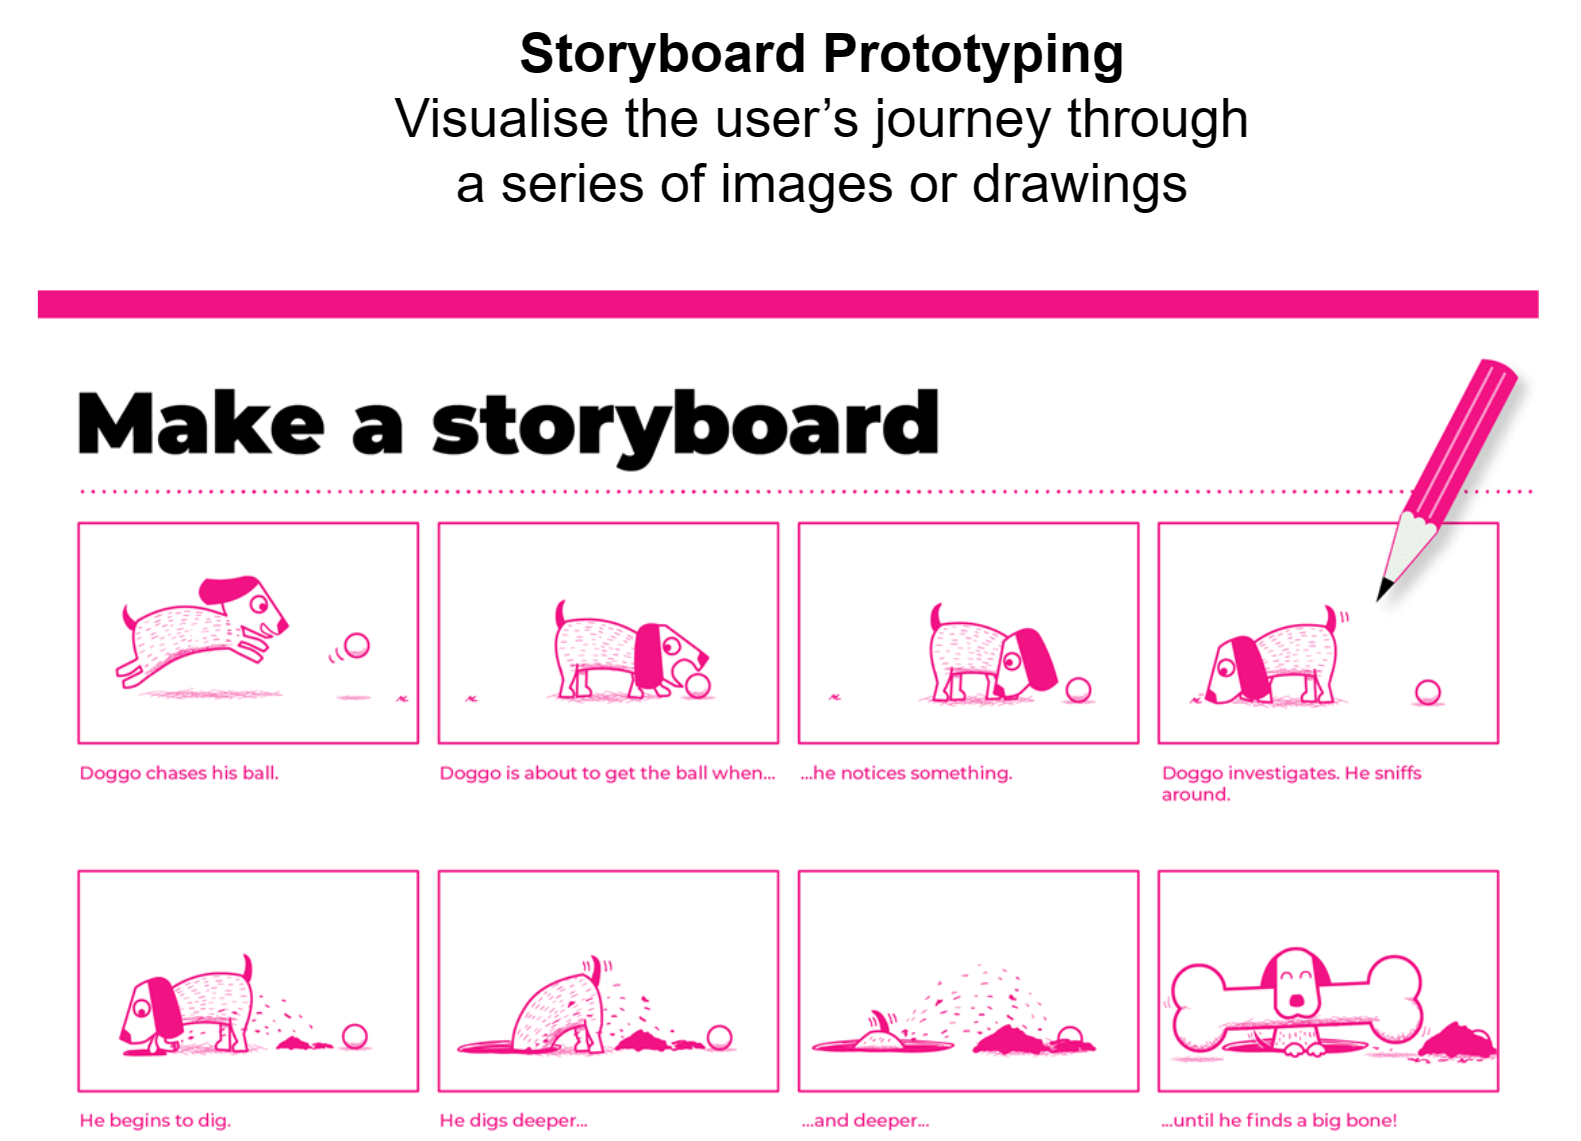 Storyboard Prototyping
Visualise the user’s journey through
a series of images or drawings
Make a storyboard
Doggo chases his ball.
Doggo is about to get the ball when...
...he notices something.
Doggo investigates. He sniffs
around.
He begins to dig.
He digs deeper...
...and deeper...
...until he finds a big bone!